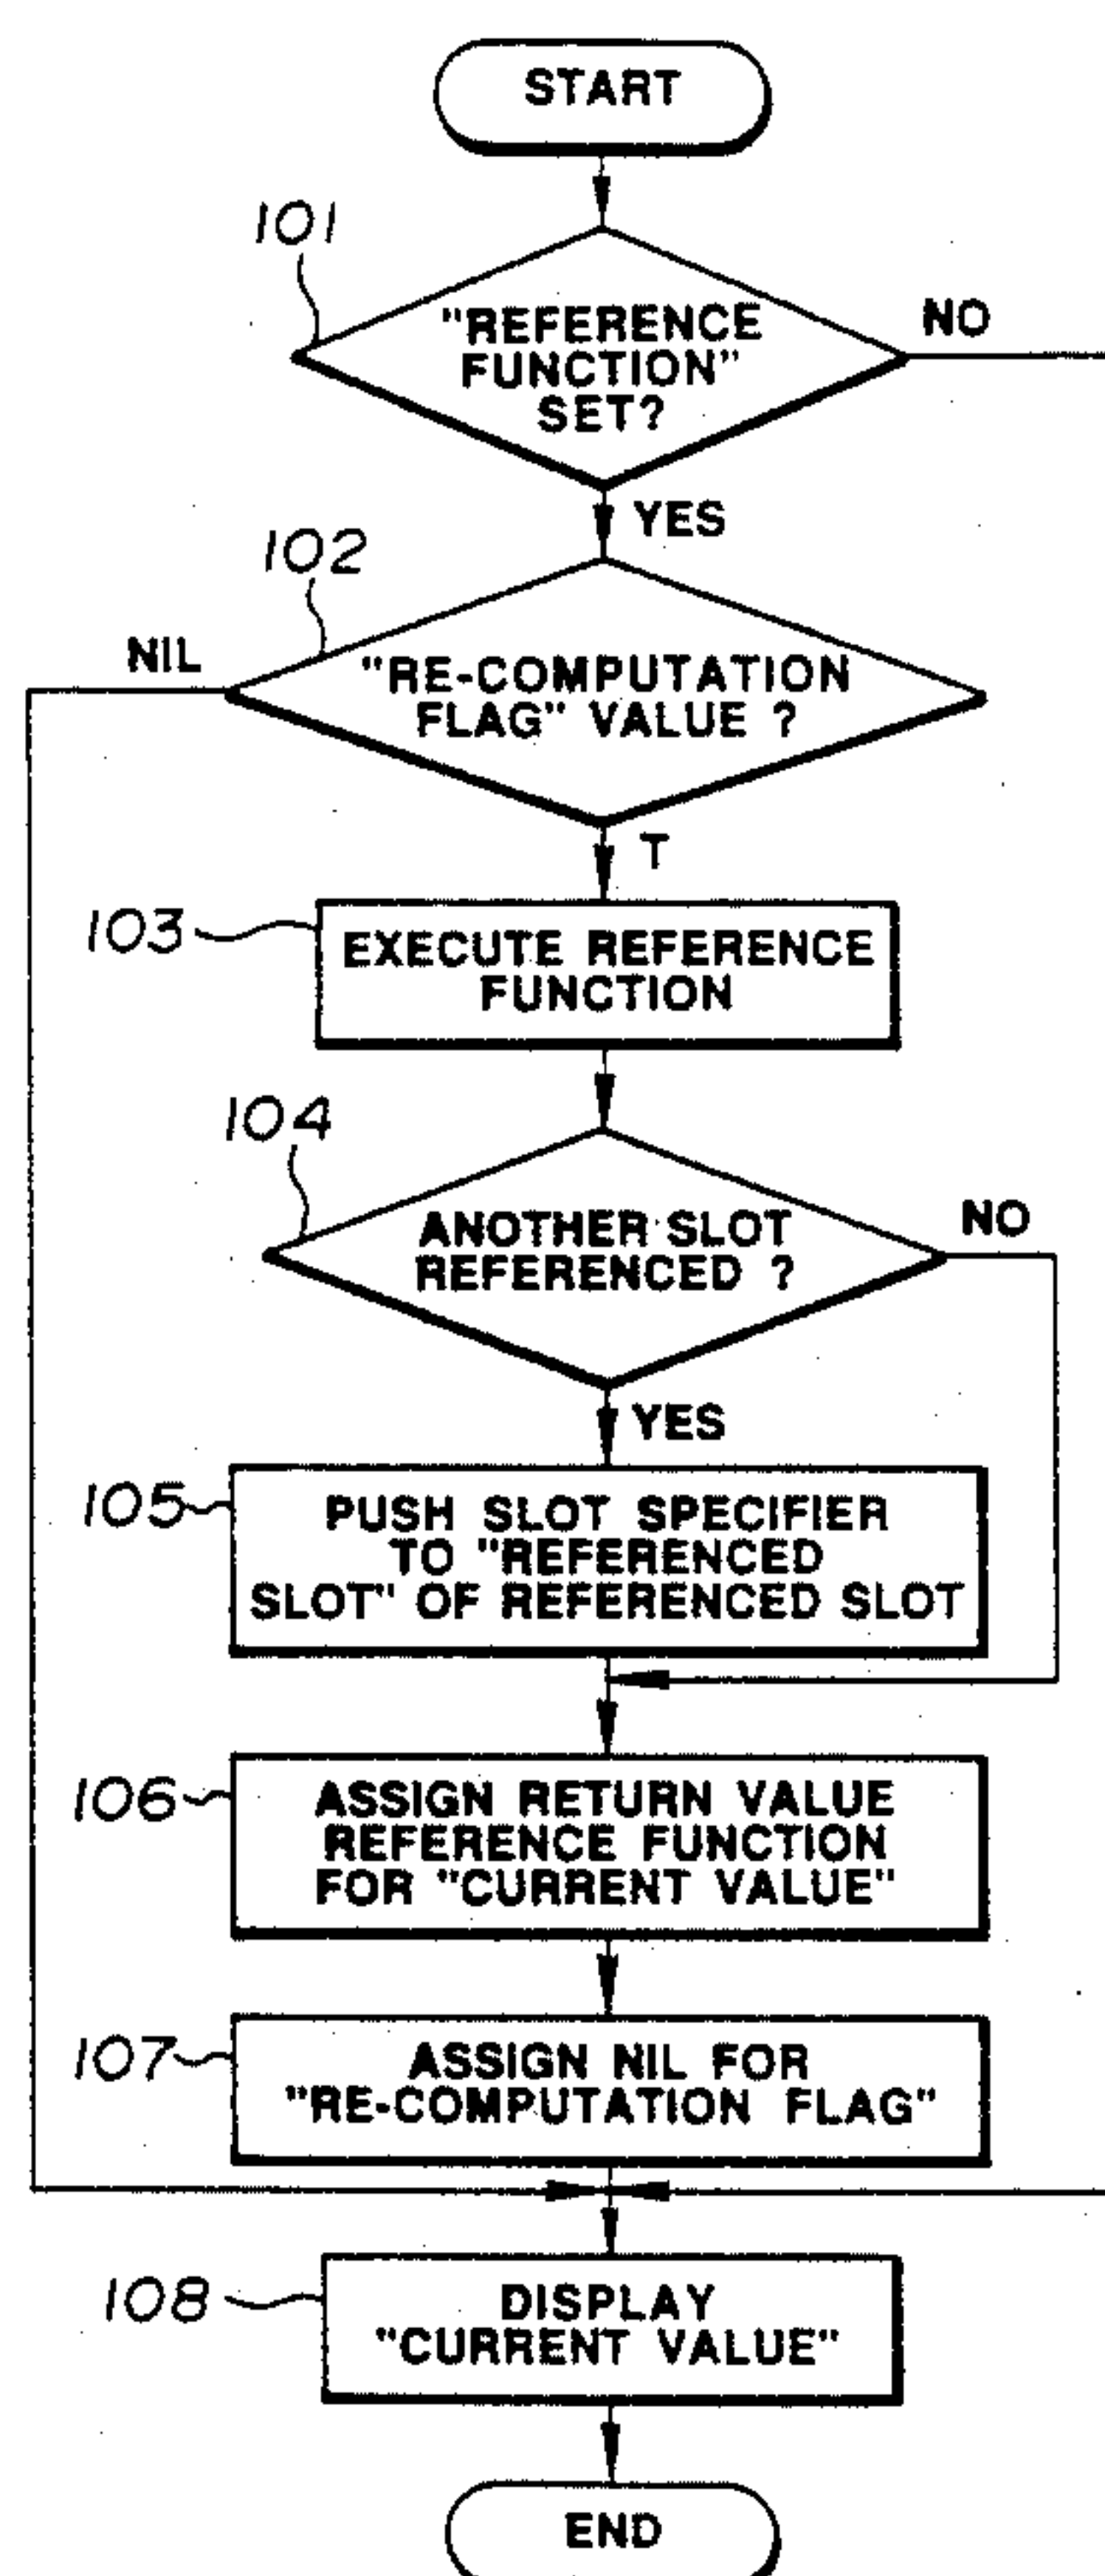 START
101
"REFERENCE
FUNCTION"
SET?
NO
YES
102
NIL
"RE-COMPUTATION
FLAG" VALUE ?
T
103
EXECUTE REFERENCE
FUNCTION
104
ANOTHER SLOT
REFERENCED ?
NO
YES
105
PUSH SLOT SPECIFIER
TO "REFERENCED
SLOT" OF REFERENCED SLOT
106
ASSIGN RETURN VALUE
REFERENCE FUNCTION
FOR "CURRENT VALUE"
107
ASSIGN NIL FOR
"RE-COMPUTATION FLAG"
108
DISPLAY
"CURRENT VALUE"
END